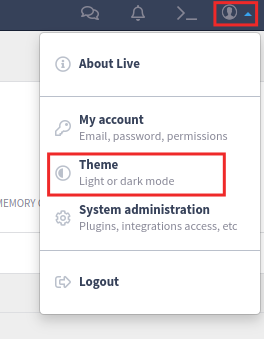 About Live
My account
Email, password, permissions
Theme
Light or dark mode
MEMORY
System administration
Plugins, integrations access, etc
Logout